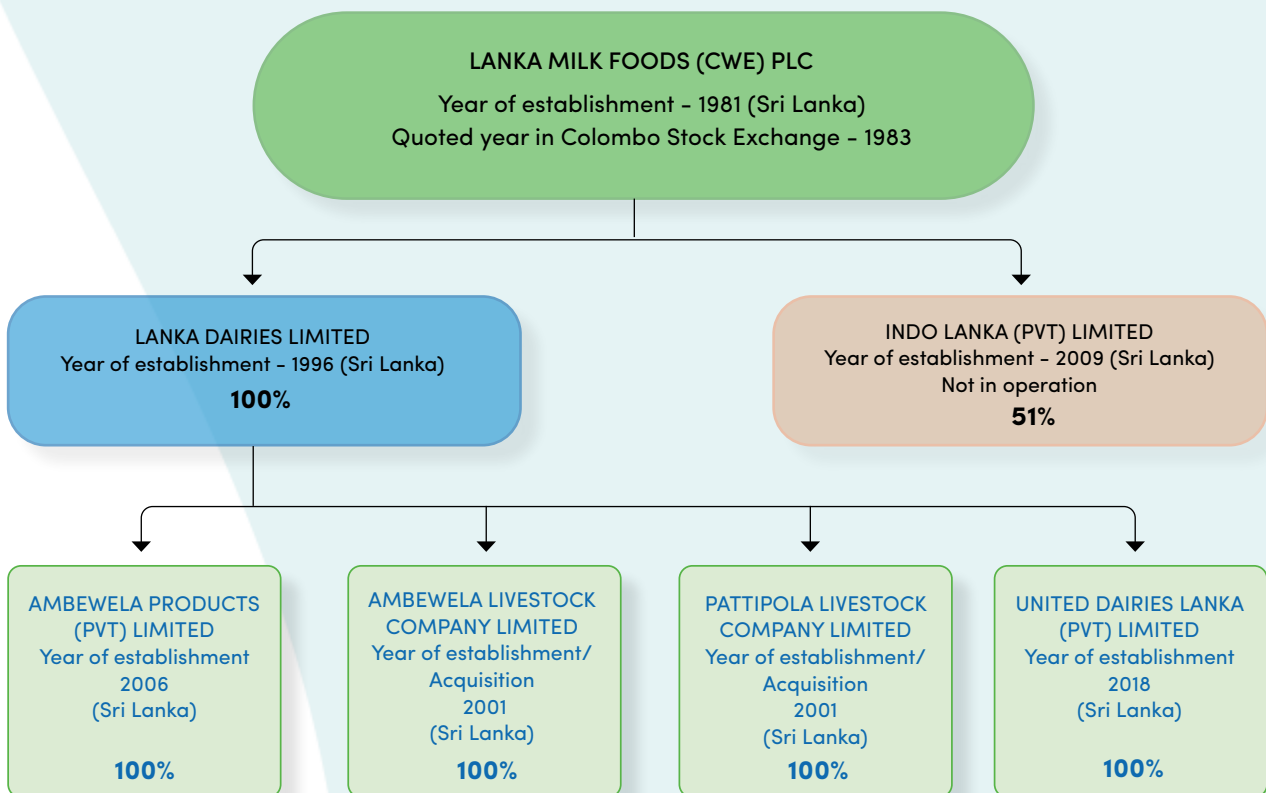 LANKA MILK FOODS (CWE) PLC
Year of establishment - 1981 (Sri Lanka)
Quoted year in Colombo Stock Exchange - 1983
LANKA DAIRIES LIMITED
Year of establishment - 1996 (Sri Lanka)
100%
INDO LANKA (PVT) LIMITED
Year of establishment - 2009 (Sri Lanka)
Not in operation
51%
AMBEWELA PRODUCTS
(PVT) LIMITED
Year of establishment
2006
(Sri Lanka)
100%
AMBEWELA LIVESTOCK
COMPANY LIMITED
Year of establishment/
Acquisition
2001
(Sri Lanka)
100%
PATTIPOLA LIVESTOCK
COMPANY LIMITED
Year of establishment/
Acquisition
2001
(Sri Lanka)
100%
UNITED DAIRIES LANKA
(PVT) LIMITED
Year of establishment
2018
(Sri Lanka)
100%